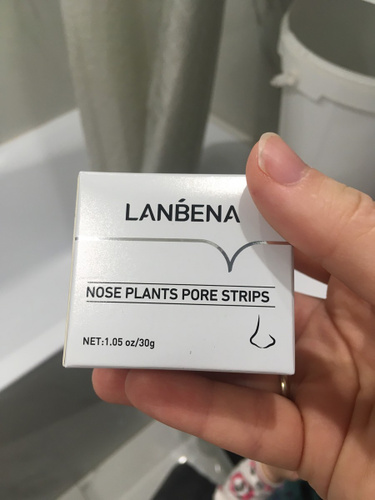 LANBENA
NOSE PLANTS PORE STRIPS
NET:1.05 oz/30g